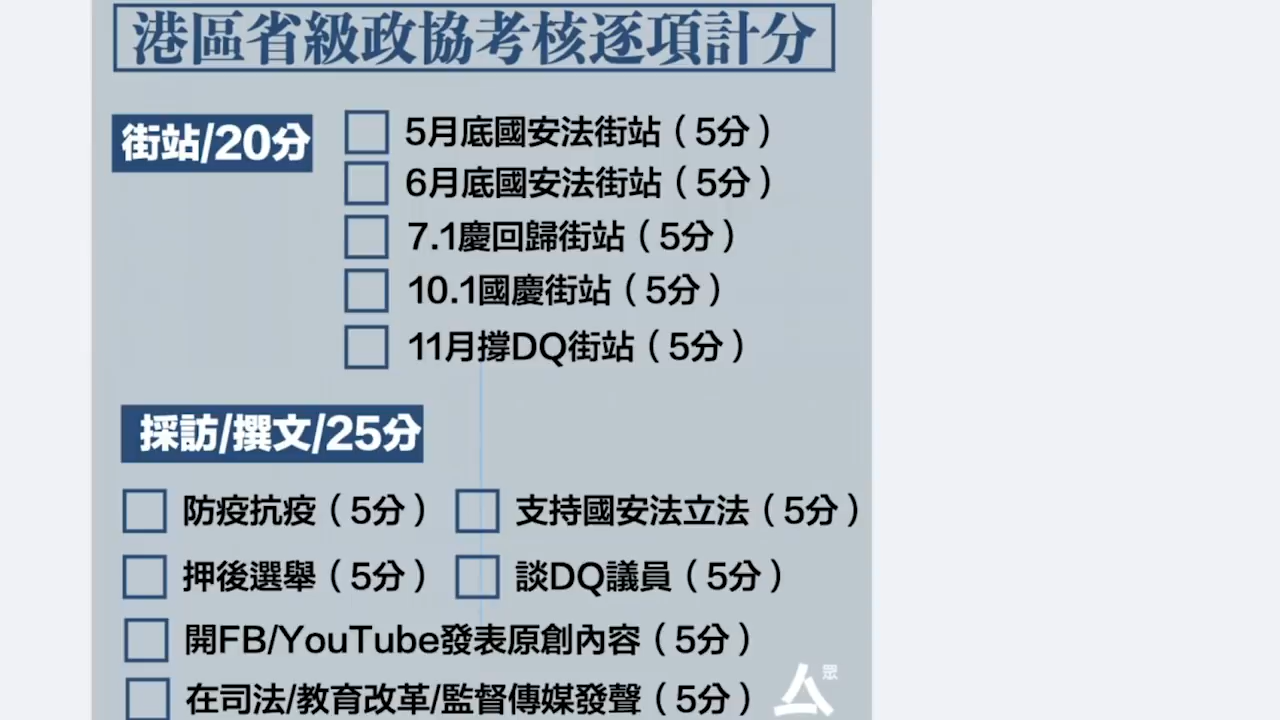 港區省級政協考核逐項計分
街站/20分
5月底國安法街站（5分）
6月底國安法街站（5分）
7.1慶回歸街站（5分）
10.1國慶街站（5分）
11月撐DQ街站（5分）
採訪/撰文/25分
防疫抗疫（5分） 支持國安法立法（5分）
押後選舉（5分） 談DQ議員（5分）
開FB/YouTube發表原創內容（5分）
在司法/教育改革/監督傳媒發聲（5分）
眾